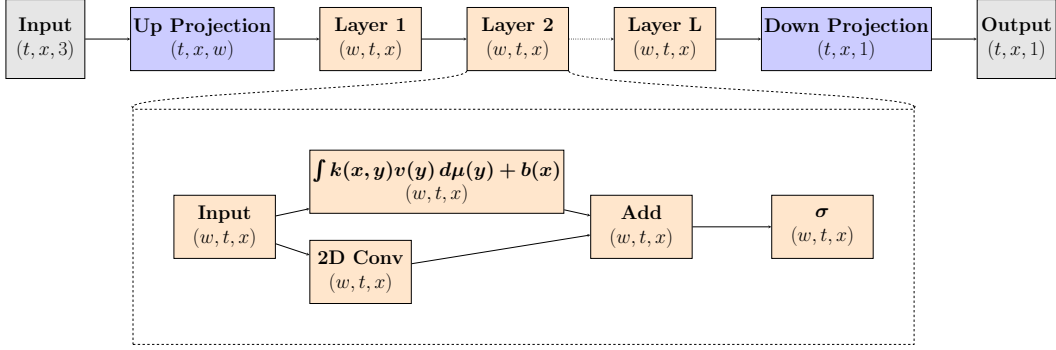 Input
(t, x, 3)
Up Projection
(t, x, w)
Layer 1
(w, t, x)
Layer 2
(w, t, x)
Layer L
(w, t, x)
Down Projection
(t, x, 1)
Output
(t, x, 1)
Input
(w, t, x)
∫ k(x, y)v(y) dμ(y) + b(x)
(w, t, x)
2D Conv
(w, t, x)
Add
(w, t, x)
σ
(w, t, x)